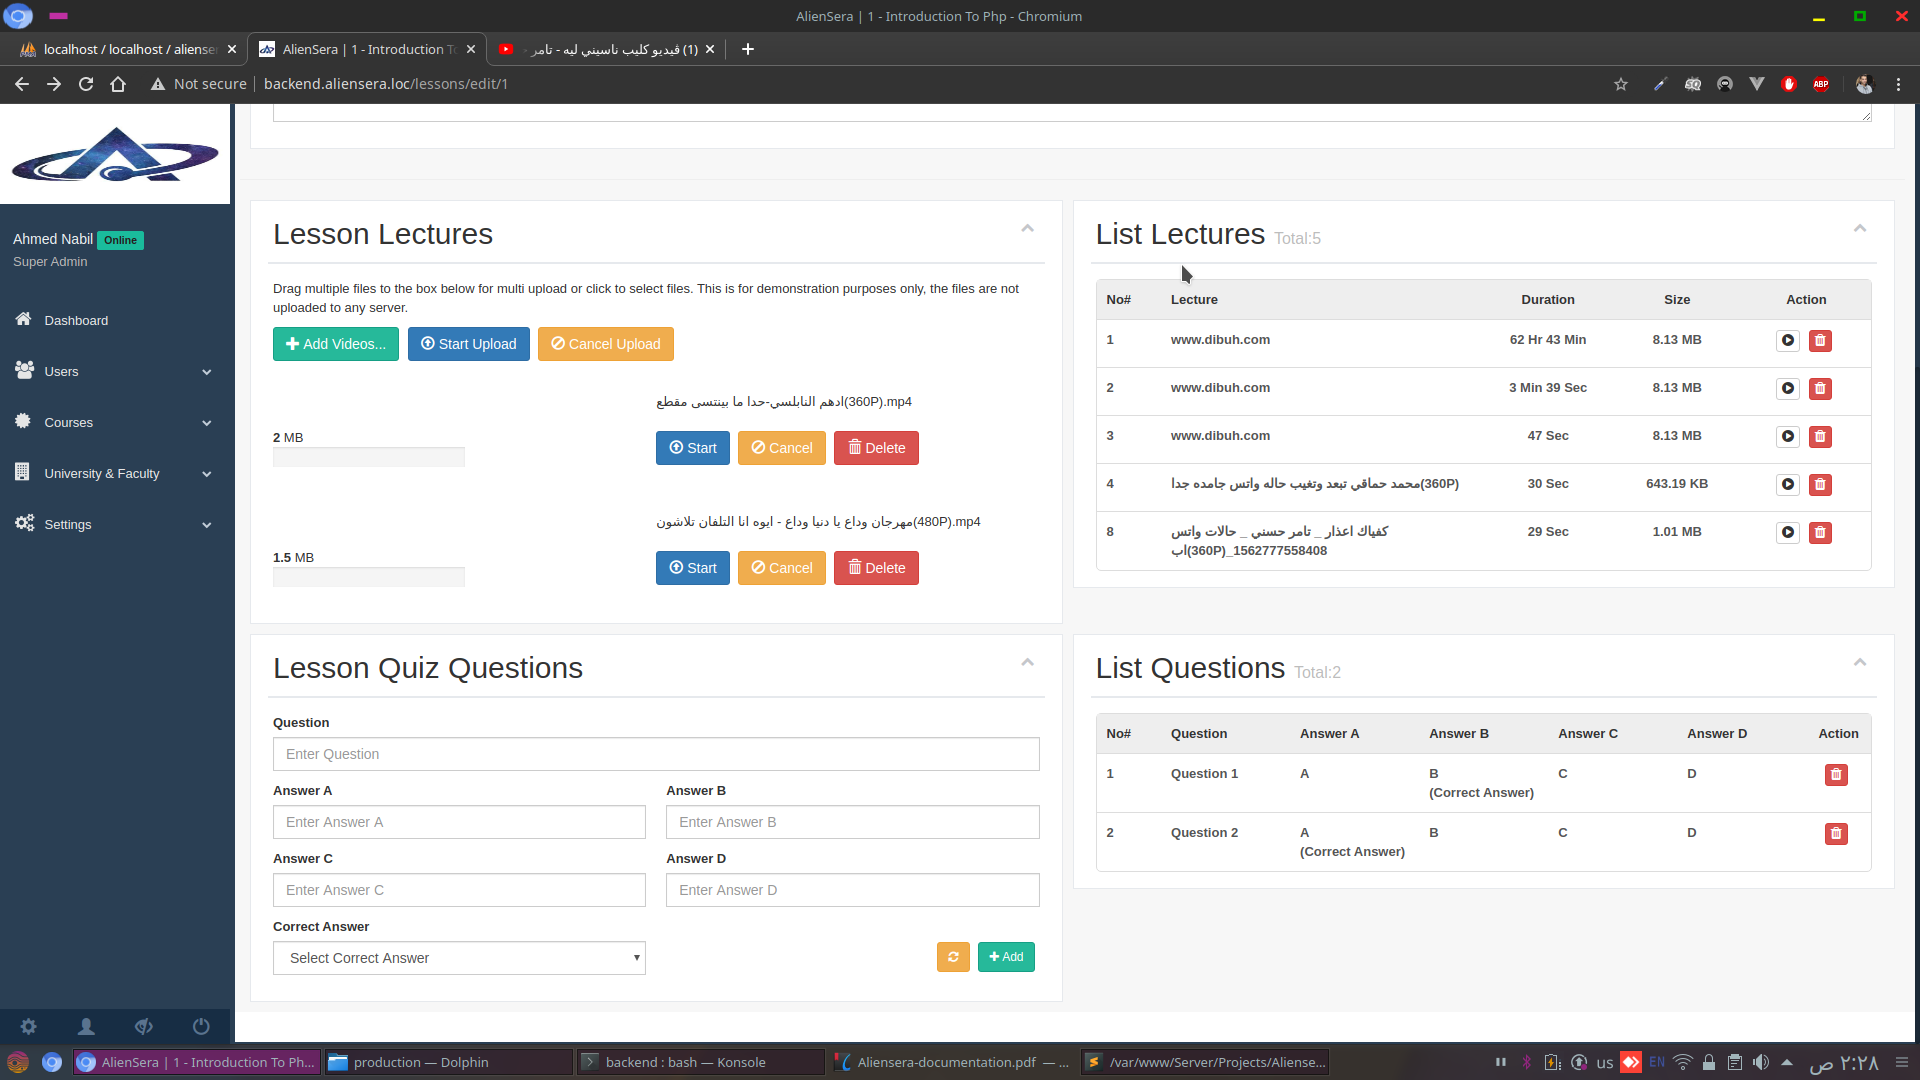 AlienSera | 1 - Introduction To Php - Chromium
localhost / localhost / alienser
AlienSera | 1 - Introduction To
(1) فيديو كليب ناسيني ليه - تامر
Not secure
backend.aliensera.loc/lessons/edit/1
ABP
Ahmed Nabil Online
Super Admin
Dashboard
Users
Courses
University & Faculty
Settings
Lesson Lectures
Drag multiple files to the box below for multi upload or click to select files. This is for demonstration purposes only, the files are not
uploaded to any server.
Add Videos...
Start Upload
Cancel Upload
ادهم النابلسي-حدا ما بينتسى مقطع(360P).mp4
2 MB
Start
Cancel
Delete
مهرجان وداع يا دنيا وداع - ايوه انا التلفان تلاشون(480P).mp4
1.5 MB
Start
Cancel
Delete
List Lectures Total:5
No# Lecture Duration Size Action
1 www.dibuh.com 62 Hr 43 Min 8.13 MB
2 www.dibuh.com 3 Min 39 Sec 8.13 MB
3 www.dibuh.com 47 Sec 8.13 MB
4 محمد حماقي تبعد وتغيب حاله واتس جامده جدا(360P) 30 Sec 643.19 KB
8 كفياك اعذار _ تامر حسني _ حالات واتس 29 Sec 1.01 MB
اب(360P)_1562777558408
Lesson Quiz Questions
Question
Enter Question
Answer A
Answer B
Enter Answer A
Enter Answer B
Answer C
Answer D
Enter Answer C
Enter Answer D
Correct Answer
Select Correct Answer
Add
List Questions Total:2
No# Question Answer A Answer B Answer C Answer D Action
1 Question 1 A B C D
(Correct Answer)
2 Question 2 A B C D
(Correct Answer)
AlienSera | 1 - Introduction To Ph...
production — Dolphin
backend : bash — Konsole
Aliensera-documentation.pdf — ...
/var/www/Server/Projects/Aliense...
us
EN
٢:٢٨ ص